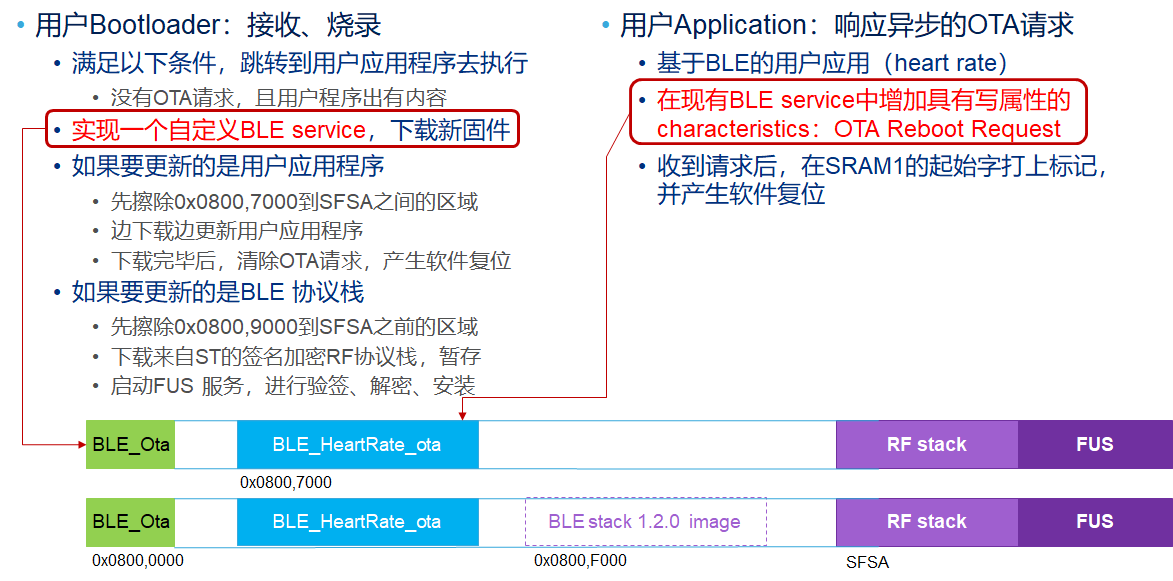 • 用户Bootloader：接收、烧录
• 满足以下条件，跳转到用户应用程序去执行
• 没有OTA请求，且用户程序出有内容
• 实现一个自定义BLE service，下载新固件
• 如果要更新的是用户应用程序
• 先擦除0x0800,7000到SFSA之间的区域
• 边下载边更新用户应用程序
• 下载完毕后，清除OTA请求，产生软件复位
• 如果要更新的是BLE 协议栈
• 先擦除0x0800,9000到SFSA之前的区域
• 下载来自ST的签名加密RF协议栈，暂存
• 启动FUS 服务，进行验签、解密、安装
• 用户Application：响应异步的OTA请求
• 基于BLE的用户应用（heart rate）
• 在现有BLE service中增加具有写属性的
characteristics：OTA Reboot Request
• 收到请求后，在SRAM1的起始字打上标记，
并产生软件复位
BLE_Ota BLE_HeartRate_ota RF stack FUS
0x0800,7000
BLE_Ota BLE_HeartRate_ota BLE stack 1.2.0 image RF stack FUS
0x0800,0000 0x0800,F000 SFSA